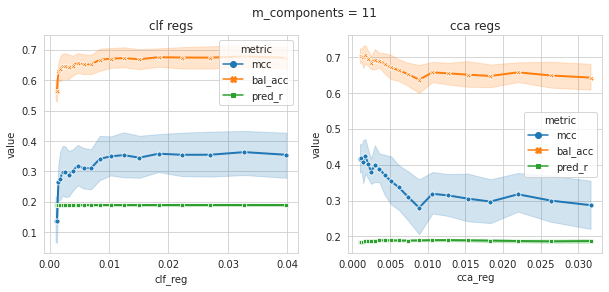 m_components = 11
clf regs
cca regs
value
0.7
0.6
0.5
0.4
0.3
0.2
0.1
0.00
0.01
0.02
0.03
0.04
clf_reg
metric
mcc
bal_acc
pred_r
value
0.7
0.6
0.5
0.4
0.3
0.2
0.000
0.005
0.010
0.015
0.020
0.025
0.030
cca_reg
metric
mcc
bal_acc
pred_r